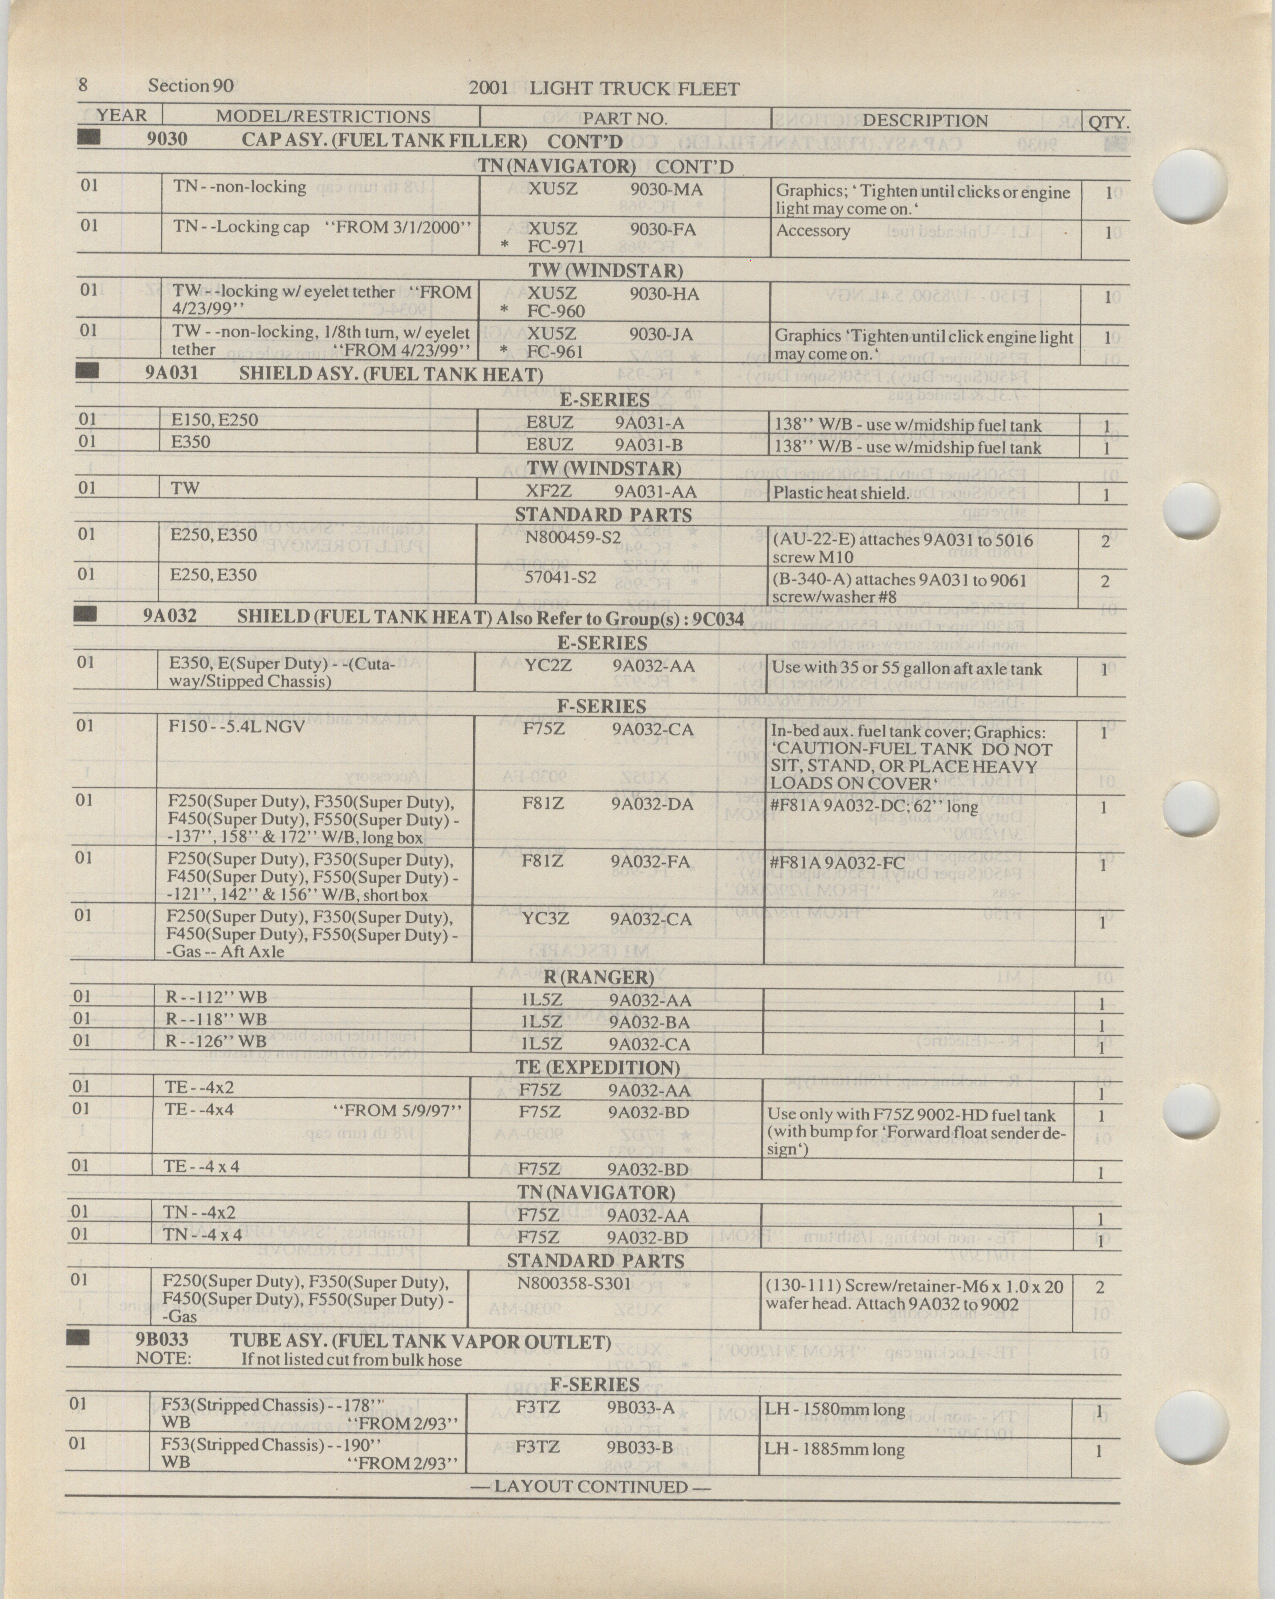 8 Section 90 2001 LIGHT TRUCK FLEET
YEAR MODEL/RESTRICTIONS PART NO. DESCRIPTION QTY.
9030 CAP ASY. (FUEL TANK FILLER) CONT'D
TN (NAVIGATOR) CONT'D
01 TN - -non-locking XU5Z 9030-MA Graphics; ‘Tighten until clicks or engine 1
light may come on.‘
01 TN - -Locking cap ‘‘FROM 3/1/2000’’ XU5Z 9030-FA Accessory 1
* FC-971
TW (WINDSTAR)
01 TW - -locking w/ eyelet tether ‘‘FROM XU5Z 9030-HA 1
4/23/99’’ * FC-960
01 TW - -non-locking, 1/8th turn, w/ eyelet XU5Z 9030-JA Graphics ‘Tighten until click engine light 1
tether ‘‘FROM 4/23/99’’ * FC-961 may come on.‘
9A031 SHIELD ASY. (FUEL TANK HEAT)
E-SERIES
01 E150, E250 E8UZ 9A031-A 138’’ W/B - use w/midship fuel tank 1
01 E350 E8UZ 9A031-B 138’’ W/B - use w/midship fuel tank 1
TW (WINDSTAR)
01 TW XF2Z 9A031-AA Plastic heat shield. 1
STANDARD PARTS
01 E250, E350 N800459-S2 (AU-22-E) attaches 9A031 to 5016 2
screw M10
01 E250, E350 57041-S2 (B-340-A) attaches 9A031 to 9061 2
screw/washer #8
9A032 SHIELD (FUEL TANK HEAT) Also Refer to Group(s) : 9C034
E-SERIES
01 E350, E(Super Duty) - -(Cuta- YC2Z 9A032-AA Use with 35 or 55 gallon aft axle tank 1
way/Stipped Chassis)
F-SERIES
01 F150 - -5.4L NGV F75Z 9A032-CA In-bed aux. fuel tank cover; Graphics: 1
‘CAUTION-FUEL TANK DO NOT
SIT, STAND, OR PLACE HEAVY
LOADS ON COVER‘
01 F250(Super Duty), F350(Super Duty), F81Z 9A032-DA #F81A 9A032-DC; 62’’ long 1
F450(Super Duty), F550(Super Duty) -
-137’’, 158’’ & 172’’ W/B, long box
01 F250(Super Duty), F350(Super Duty), F81Z 9A032-FA #F81A 9A032-FC 1
F450(Super Duty), F550(Super Duty) -
-121’’, 142’’ & 156’’ W/B, short box
01 F250(Super Duty), F350(Super Duty), YC3Z 9A032-CA 1
F450(Super Duty), F550(Super Duty) -
-Gas -- Aft Axle
R (RANGER)
01 R - -112’’ WB 1L5Z 9A032-AA 1
01 R - -118’’ WB 1L5Z 9A032-BA 1
01 R - -126’’ WB 1L5Z 9A032-CA 1
TE (EXPEDITION)
01 TE - -4x2 F75Z 9A032-AA 1
01 TE - -4x4 ‘‘FROM 5/9/97’’ F75Z 9A032-BD Use only with F75Z 9002-HD fuel tank 1
(with bump for ‘Forward float sender de-
sign‘)
01 TE - -4 x 4 F75Z 9A032-BD 1
TN (NAVIGATOR)
01 TN - -4x2 F75Z 9A032-AA 1
01 TN - -4 x 4 F75Z 9A032-BD 1
STANDARD PARTS
01 F250(Super Duty), F350(Super Duty), N800358-S301 (130-111) Screw/retainer-M6 x 1.0 x 20 2
F450(Super Duty), F550(Super Duty) - wafer head. Attach 9A032 to 9002
-Gas
9B033 TUBE ASY. (FUEL TANK VAPOR OUTLET)
NOTE: If not listed cut from bulk hose
F-SERIES
01 F53(Stripped Chassis) - -178’’ F3TZ 9B033-A LH - 1580mm long 1
WB ‘‘FROM 2/93’’
01 F53(Stripped Chassis) - -190’’ F3TZ 9B033-B LH - 1885mm long 1
WB ‘‘FROM 2/93’’
— LAYOUT CONTINUED —